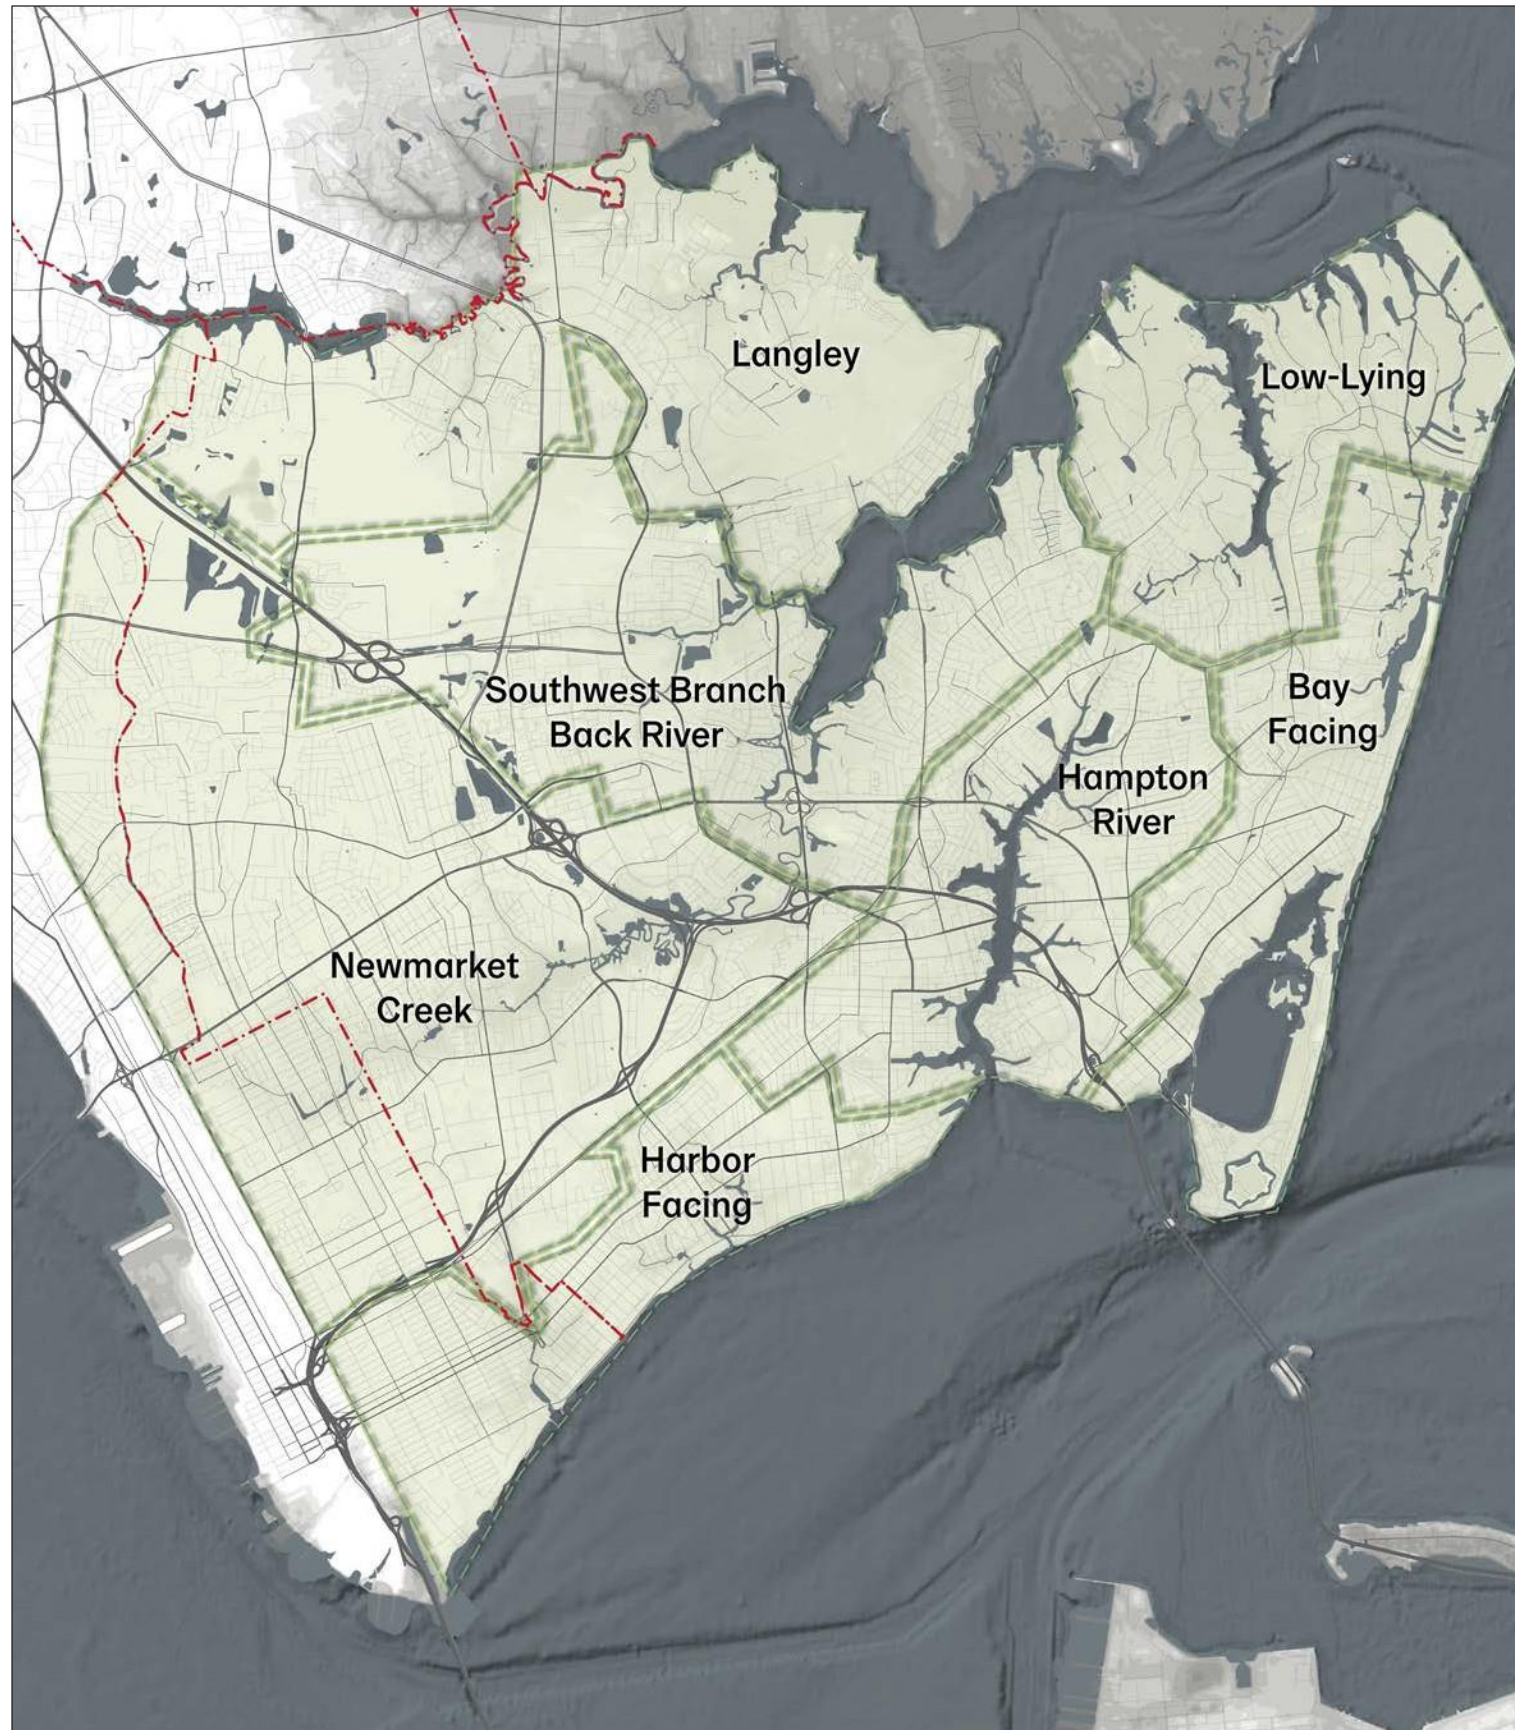 Langley
Low-Lying
Southwest Branch
Back River
Bay
Facing
Hampton
River
Newmarket
Creek
Harbor
Facing